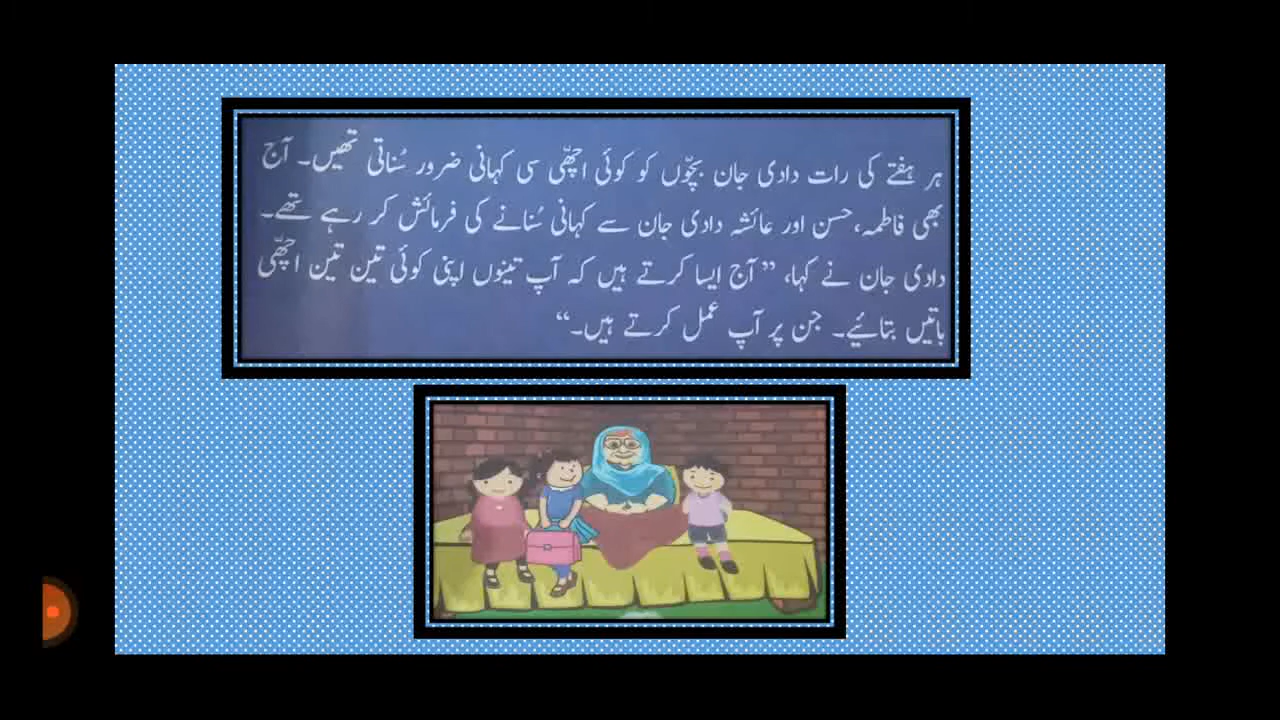 ہر ہفتے کی رات دادی جان بچّوں کو کوئی اچھّی سی کہانی ضرور سُناتی تھیں۔ آج
بھی فاطمہ، حسن اور عائشہ دادی جان سے کہانی سُنانے کی فرمائش کر رہے تھے۔
دادی جان نے کہا، ”آج ایسا کرتے ہیں کہ آپ تینوں اپنی کوئی تین تین اچھّی
باتیں بتائیے۔ جن پر آپ عمل کرتے ہیں۔“